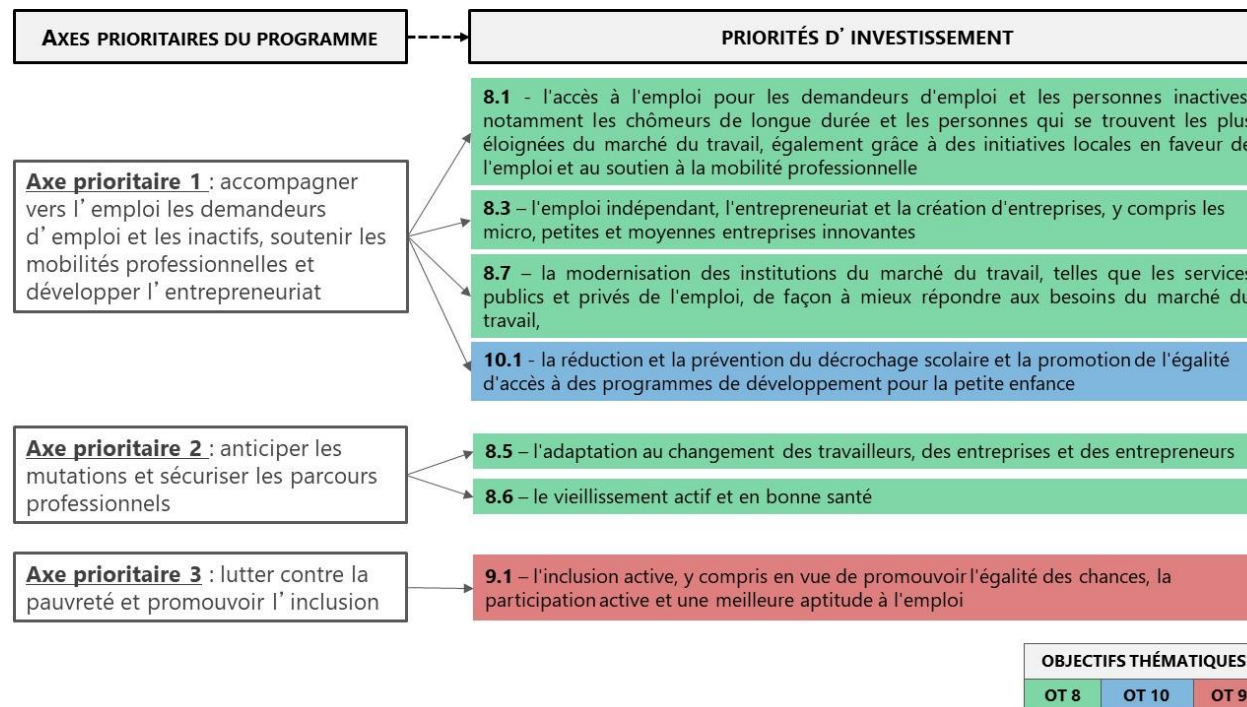 AXES PRIORITAIRES DU PROGRAMME
PRIORITÉS D' INVESTISSEMENT
Axe prioritaire 1 : accompagner
vers l' emploi les demandeurs
d' emploi et les inactifs, soutenir les
mobilités professionnelles et
développer l' entrepreneuriat
8.1 - l'accès à l'emploi pour les demandeurs d'emploi et les personnes inactives
notamment les chômeurs de longue durée et les personnes qui se trouvent les plus
éloignées du marché du travail, également grâce à des initiatives locales en faveur de
l'emploi et au soutien à la mobilité professionnelle
8.3 – l'emploi indépendant, l'entrepreneuriat et la création d'entreprises, y compris les
micro, petites et moyennes entreprises innovantes
8.7 – la modernisation des institutions du marché du travail, telles que les services
publics et privés de l'emploi, de façon à mieux répondre aux besoins du marché du
travail,
10.1 - la réduction et la prévention du décrochage scolaire et la promotion de l'égalité
d'accès à des programmes de développement pour la petite enfance
Axe prioritaire 2 : anticiper les
mutations et sécuriser les parcours
professionnels
8.5 – l'adaptation au changement des travailleurs, des entreprises et des entrepreneurs
8.6 – le vieillissement actif et en bonne santé
Axe prioritaire 3 : lutter contre la
pauvreté et promouvoir l' inclusion
9.1 – l'inclusion active, y compris en vue de promouvoir l'égalité des chances, la
participation active et une meilleure aptitude à l'emploi
OBJECTIFS THÉMATIQUES
OT 8 OT 10 OT 9